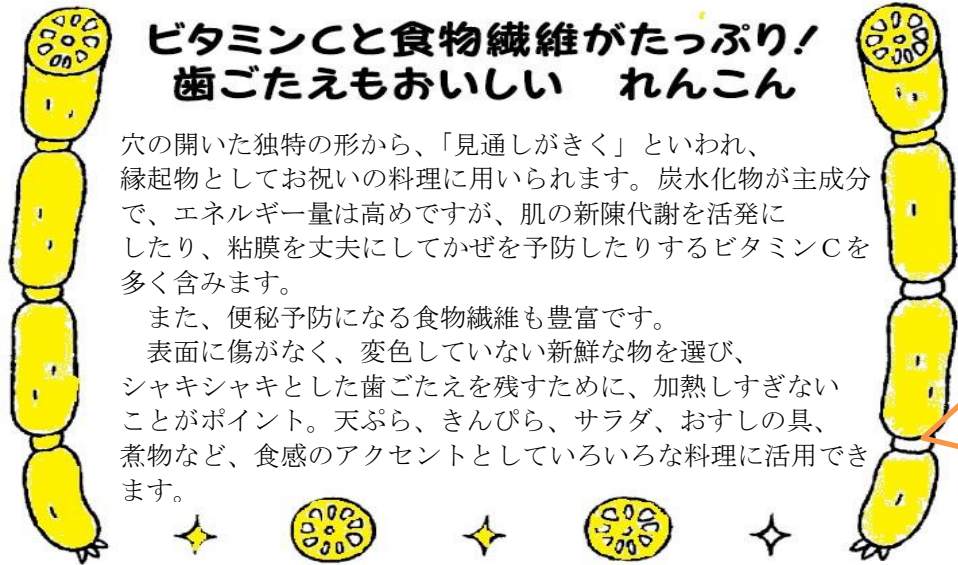 ビタミンCと食物繊維がたっぷり!
歯ごたえもおいしい　れんこん
穴の開いた独特の形から、「見通しがきく」といわれ、
縁起物としてお祝いの料理に用いられます。炭水化物が主成分
で、エネルギー量は高めですが、肌の新陳代謝を活発に
したり、粘膜を丈夫にしてかぜを予防したりするビタミンCを
多く含みます。
　また、便秘予防になる食物繊維も豊富です。
　表面に傷がなく、変色していない新鮮な物を選び、
シャキシャキとした歯ごたえを残すために、加熱しすぎない
ことがポイント。天ぷら、きんぴら、サラダ、おすしの具、
煮物など、食感のアクセントとしていろいろな料理に活用でき
ます。